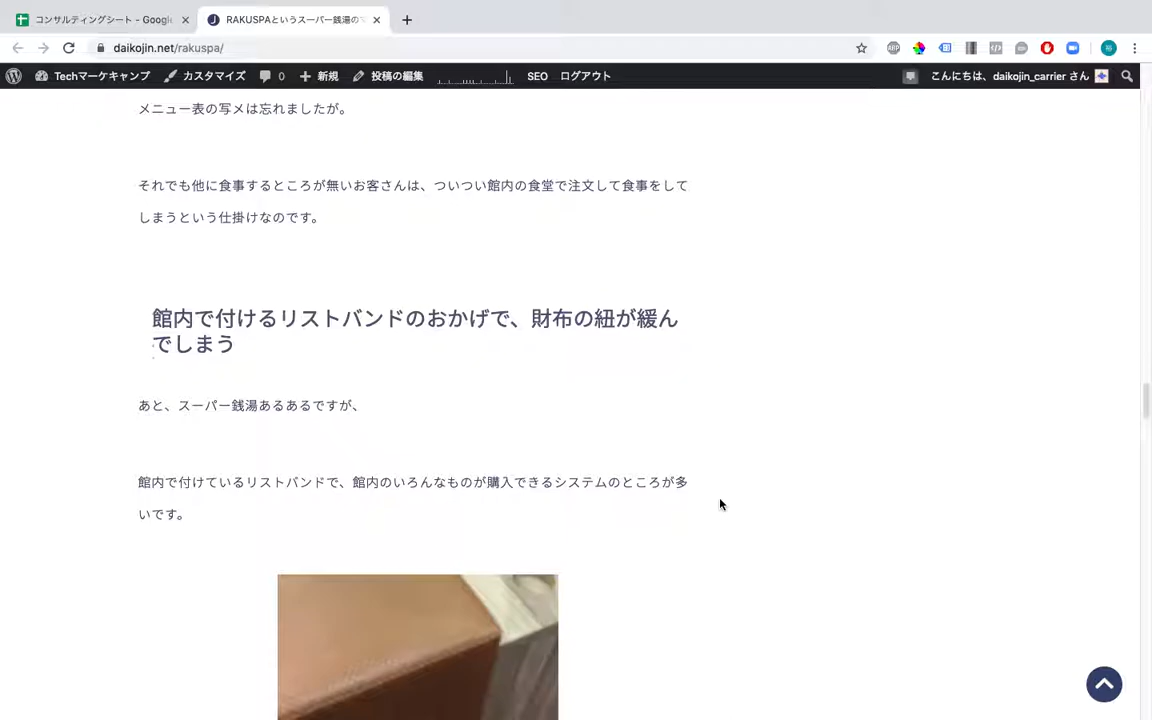 コンサルティングシート - Googl
RAKUSPAというスーパー銭湯の
daikojin.net/rakuspa/
ABP
裕
Techマーケキャンプ
カスタマイズ
0
新規
投稿の編集
SEO
ログアウト
こんにちは、daikojin_carrier さん
メニュー表の写メは忘れましたが。
それでも他に食事するところが無いお客さんは、ついつい館内の食堂で注文して食事をして
しまうという仕掛けなのです。
館内で付けるリストバンドのおかげで、財布の紐が緩ん
でしまう
あと、スーパー銭湯あるあるですが、
館内で付けているリストバンドで、館内のいろんなものが購入できるシステムのところが多
いです。